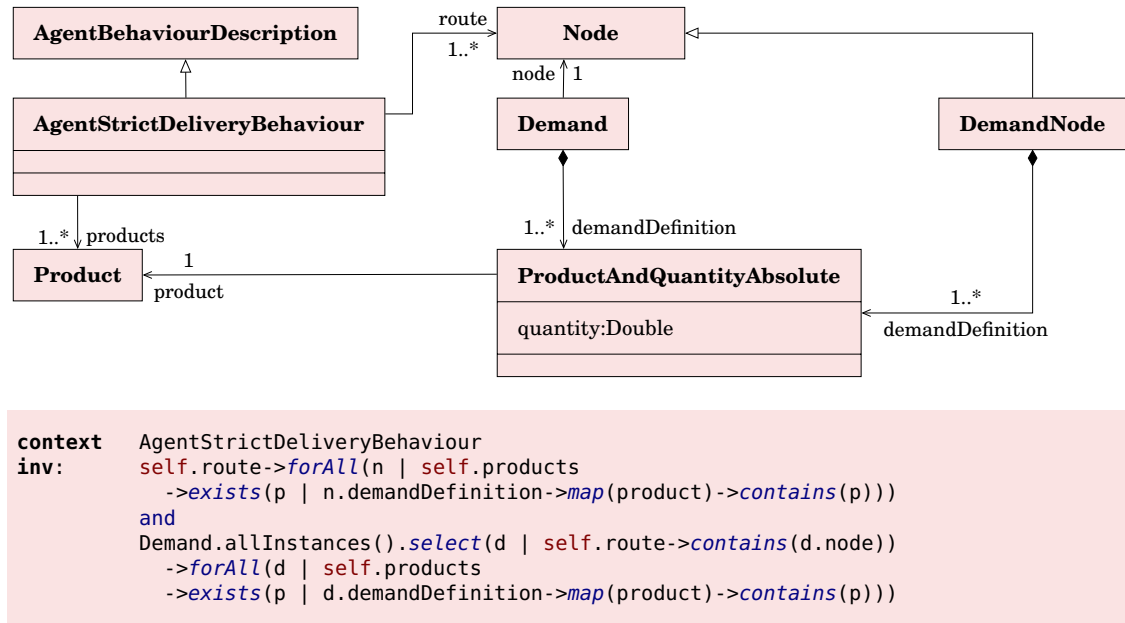 AgentBehaviourDescription
route
1..*
Node
node 1
AgentStrictDeliveryBehaviour
Demand
DemandNode
1..* products
1..* demandDefinition
Product
1
product
ProductAndQuantityAbsolute
quantity:Double
1..*
demandDefinition
context AgentStrictDeliveryBehaviour
inv: self.route->forAll(n | self.products
->exists(p | n.demandDefinition->map(product)->contains(p)))
and
Demand.allInstances().select(d | self.route->contains(d.node))
->forAll(d | self.products
->exists(p | d.demandDefinition->map(product)->contains(p)))